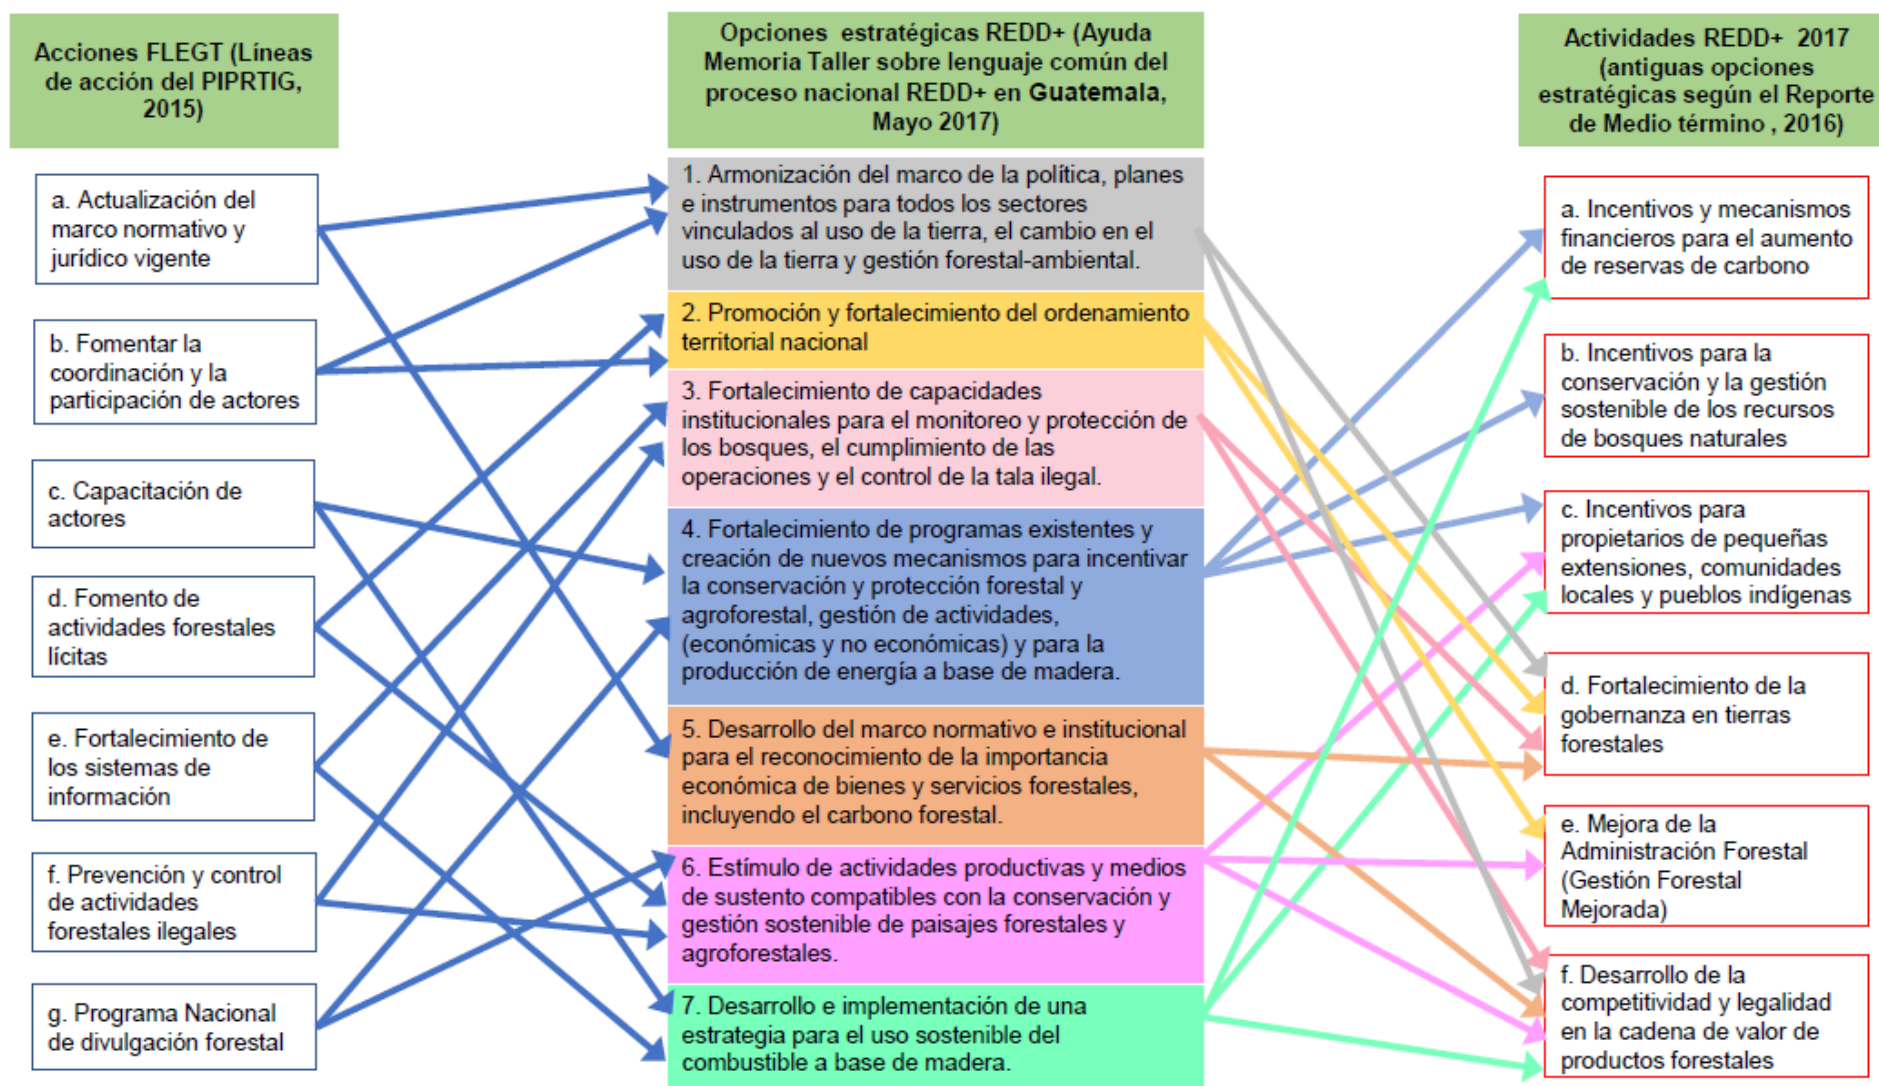 Acciones FLEGT (Líneas
de acción del PIPRTIG,
2015)
a. Actualización del
marco normativo y
jurídico vigente
b. Fomentar la
coordinación y la
participación de actores
c. Capacitación de
actores
d. Fomento de
actividades forestales
lícitas
e. Fortalecimiento de
los sistemas de
información
f. Prevención y control
de actividades
forestales ilegales
g. Programa Nacional
de divulgación forestal
Opciones estratégicas REDD+ (Ayuda
Memoria Taller sobre lenguaje común del
proceso nacional REDD+ en Guatemala,
Mayo 2017)
1. Armonización del marco de la política, planes
e instrumentos para todos los sectores
vinculados al uso de la tierra, el cambio en el
uso de la tierra y gestión forestal-ambiental.
2. Promoción y fortalecimiento del ordenamiento
territorial nacional
3. Fortalecimiento de capacidades
institucionales para el monitoreo y protección de
los bosques, el cumplimiento de las
operaciones y el control de la tala ilegal.
4. Fortalecimiento de programas existentes y
creación de nuevos mecanismos para incentivar
la conservación y protección forestal y
agroforestal, gestión de actividades,
(económicas y no económicas) y para la
producción de energía a base de madera.
5. Desarrollo del marco normativo e institucional
para el reconocimiento de la importancia
económica de bienes y servicios forestales,
incluyendo el carbono forestal.
6. Estímulo de actividades productivas y medios
de sustento compatibles con la conservación y
gestión sostenible de paisajes forestales y
agroforestales.
7. Desarrollo e implementación de una
estrategia para el uso sostenible del
combustible a base de madera.
Actividades REDD+ 2017
(antiguas opciones
estratégicas según el Reporte
de Medio término , 2016)
a. Incentivos y mecanismos
financieros para el aumento
de reservas de carbono
b. Incentivos para la
conservación y la gestión
sostenible de los recursos
de bosques naturales
c. Incentivos para
propietarios de pequeñas
extensiones, comunidades
locales y pueblos indígenas
d. Fortalecimiento de la
gobernanza en tierras
forestales
e. Mejora de la
Administración Forestal
(Gestión Forestal
Mejorada)
f. Desarrollo de la
competitividad y legalidad
en la cadena de valor de
productos forestales